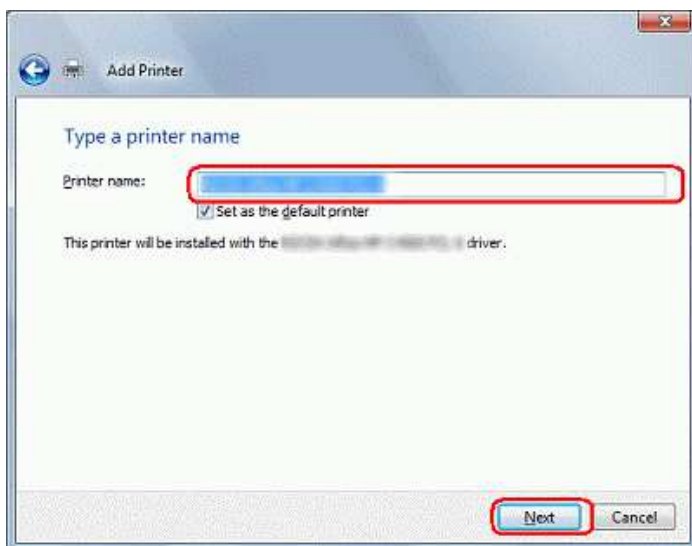 Add Printer
Type a printer name
Printer name:
Set as the default printer
This printer will be installed with the driver.
Next Cancel